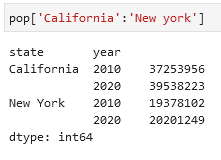 pop['California':'New york']
state       year
California  2010    37253956
            2020    39538223
New York    2010    19378102
            2020    20201249
dtype: int64